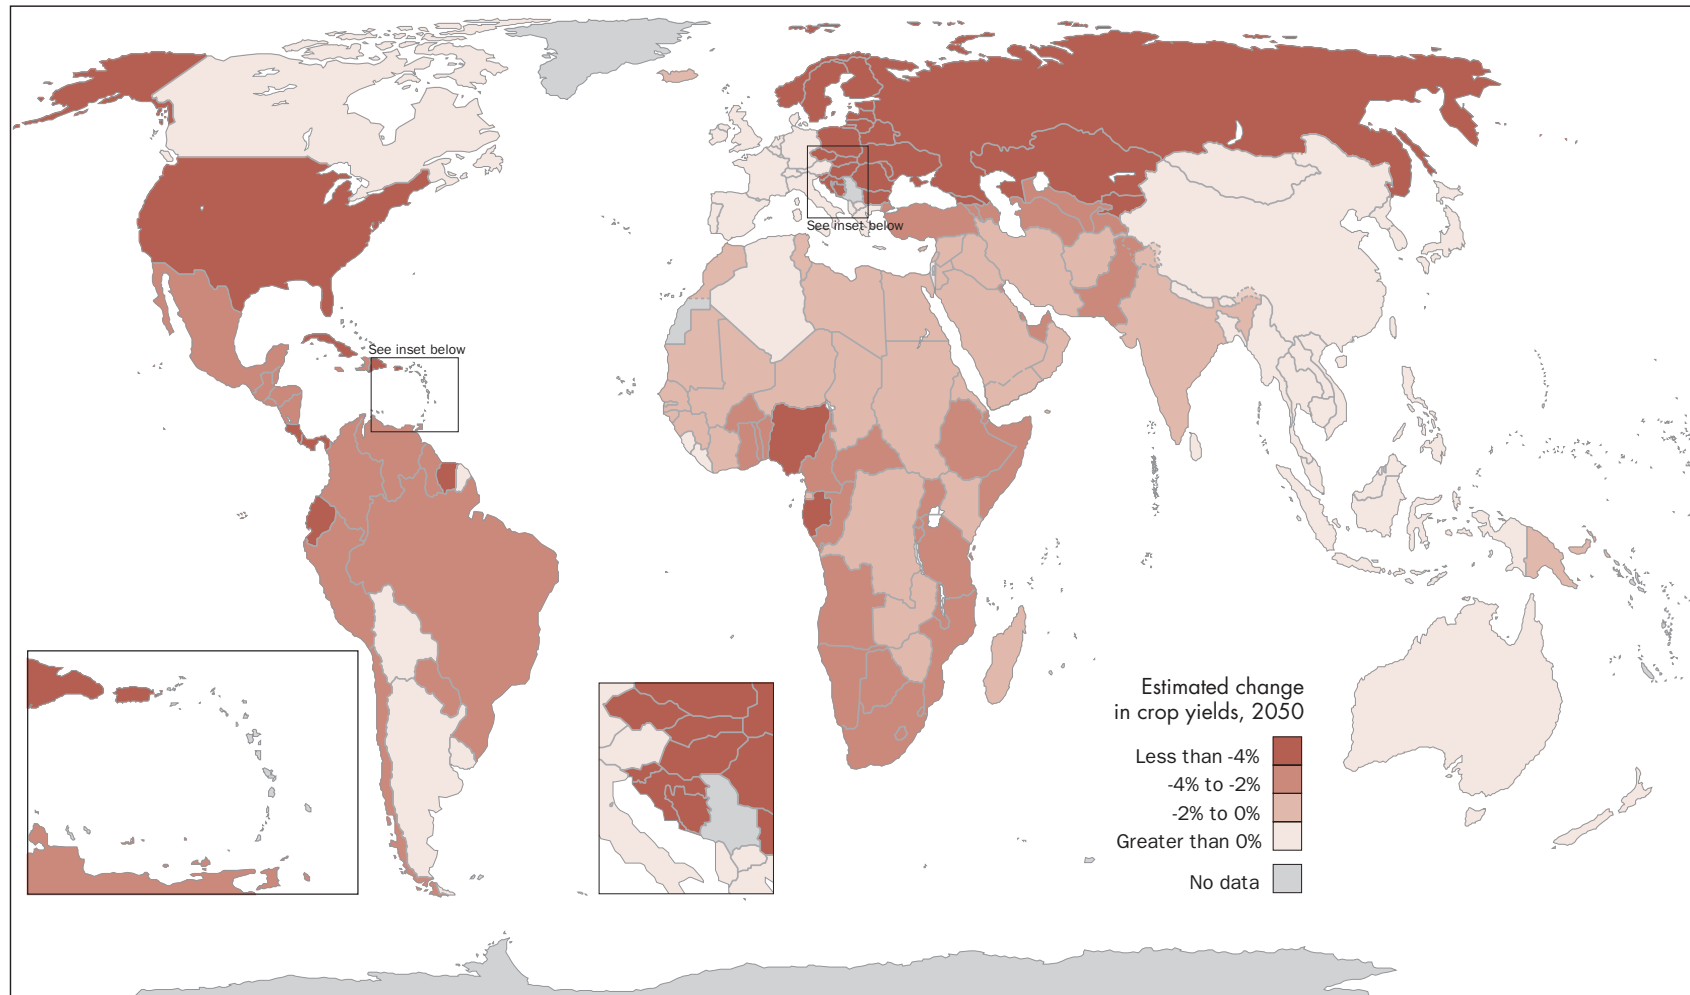 See inset below
See inset below
Estimated change
in crop yields, 2050
Less than -4%
-4% to -2%
-2% to 0%
Greater than 0%
No data